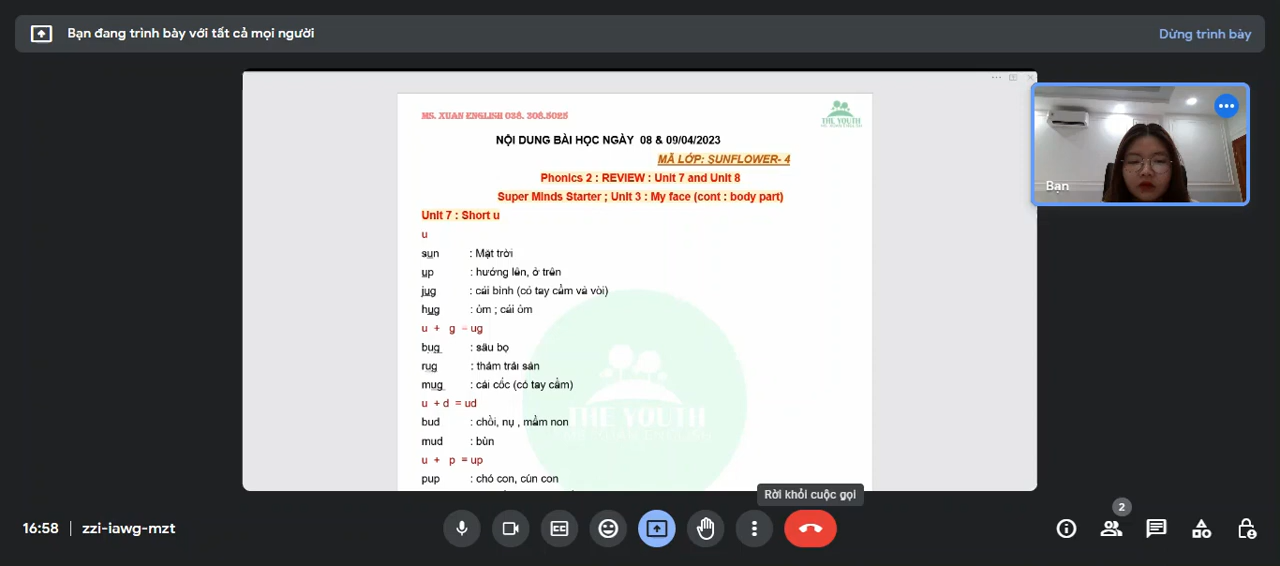 Bạn đang trình bày với tất cả mọi người
Dừng trình bày
MS. XUAN ENGLISH 038. 308.5025
THE YOUTH
NỘI DUNG BÀI HỌC NGÀY 08 & 09/04/2023
MÃ LỚP: SUNFLOWER- 4
Phonics 2 : REVIEW : Unit 7 and Unit 8
Super Minds Starter ; Unit 3 : My face (cont : body part)
Unit 7 : Short u
u
sun : Mặt trời
up : hướng lên, ở trên
jug : cái bình (có tay cầm và vòi)
hug : ôm ; cái ôm
u + g = ug
bug : sâu bọ
rug : thảm trải sàn
mug : cái cốc (có tay cầm)
u + d = ud
bud : chồi, nụ , mầm non
mud : bùn
u + p = up
pup : chó con, cún con
THE YOUTH
Bạn
Rời khỏi cuộc gọi
16:58 | zzi-iawg-mzt
2